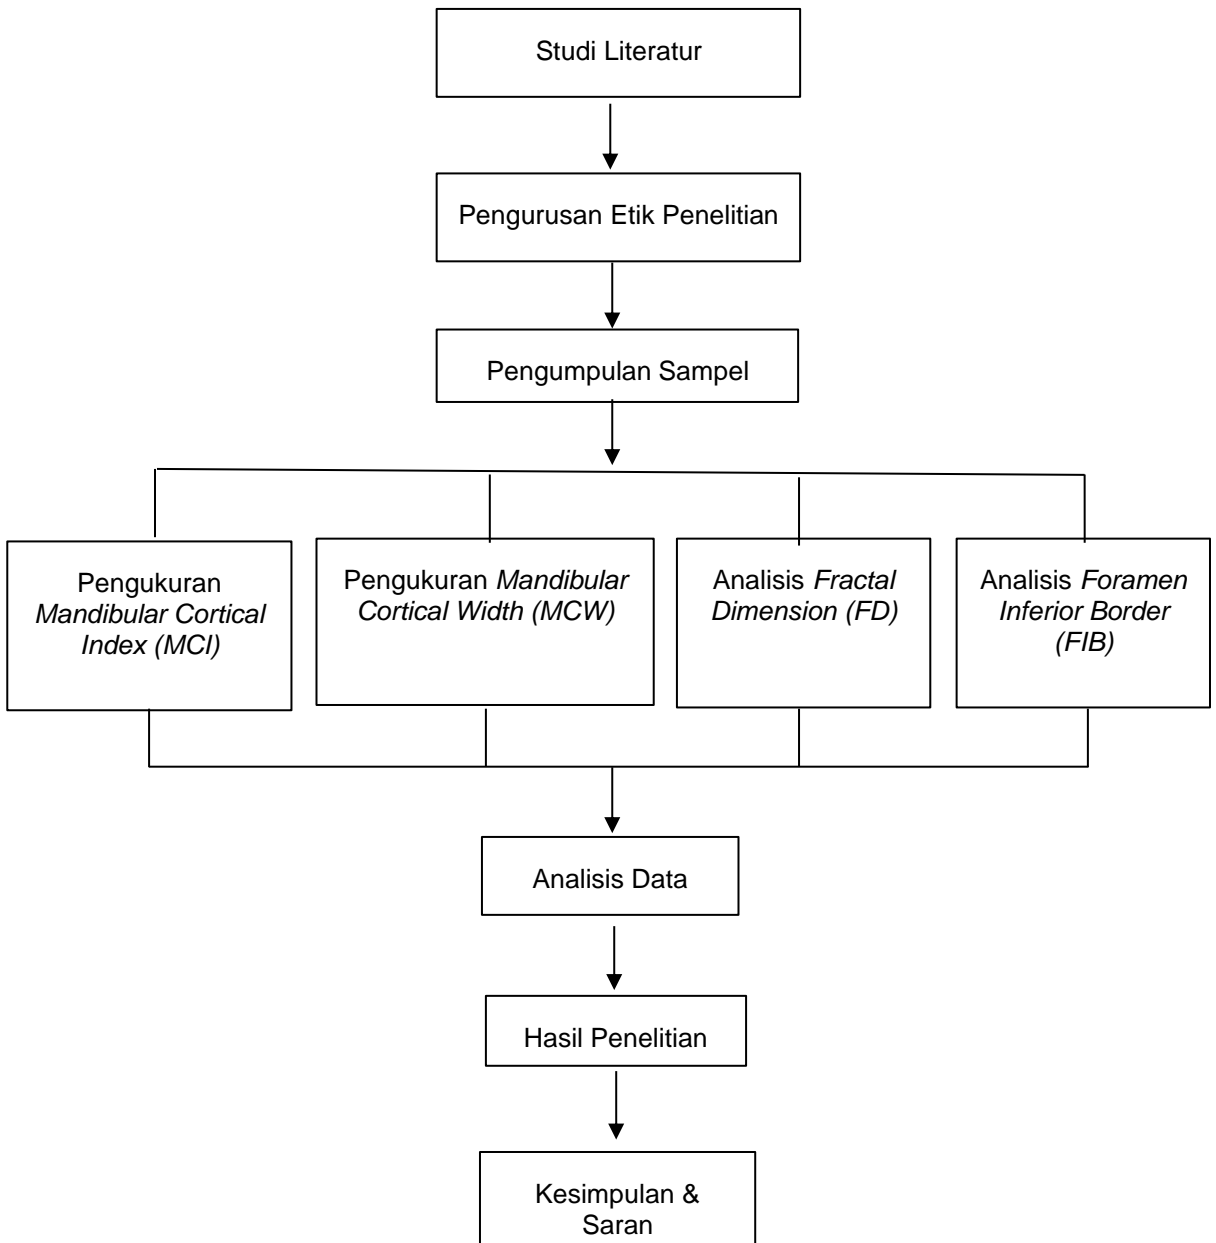 Studi Literatur
Pengurusan Etik Penelitian
Pengumpulan Sampel
Pengukuran
Mandibular Cortical
Index (MCI)
Pengukuran Mandibular
Cortical Width (MCW)
Analisis Fractal
Dimension (FD)
Analisis Foramen
Inferior Border
(FIB)
Analisis Data
Hasil Penelitian
Kesimpulan &
Saran